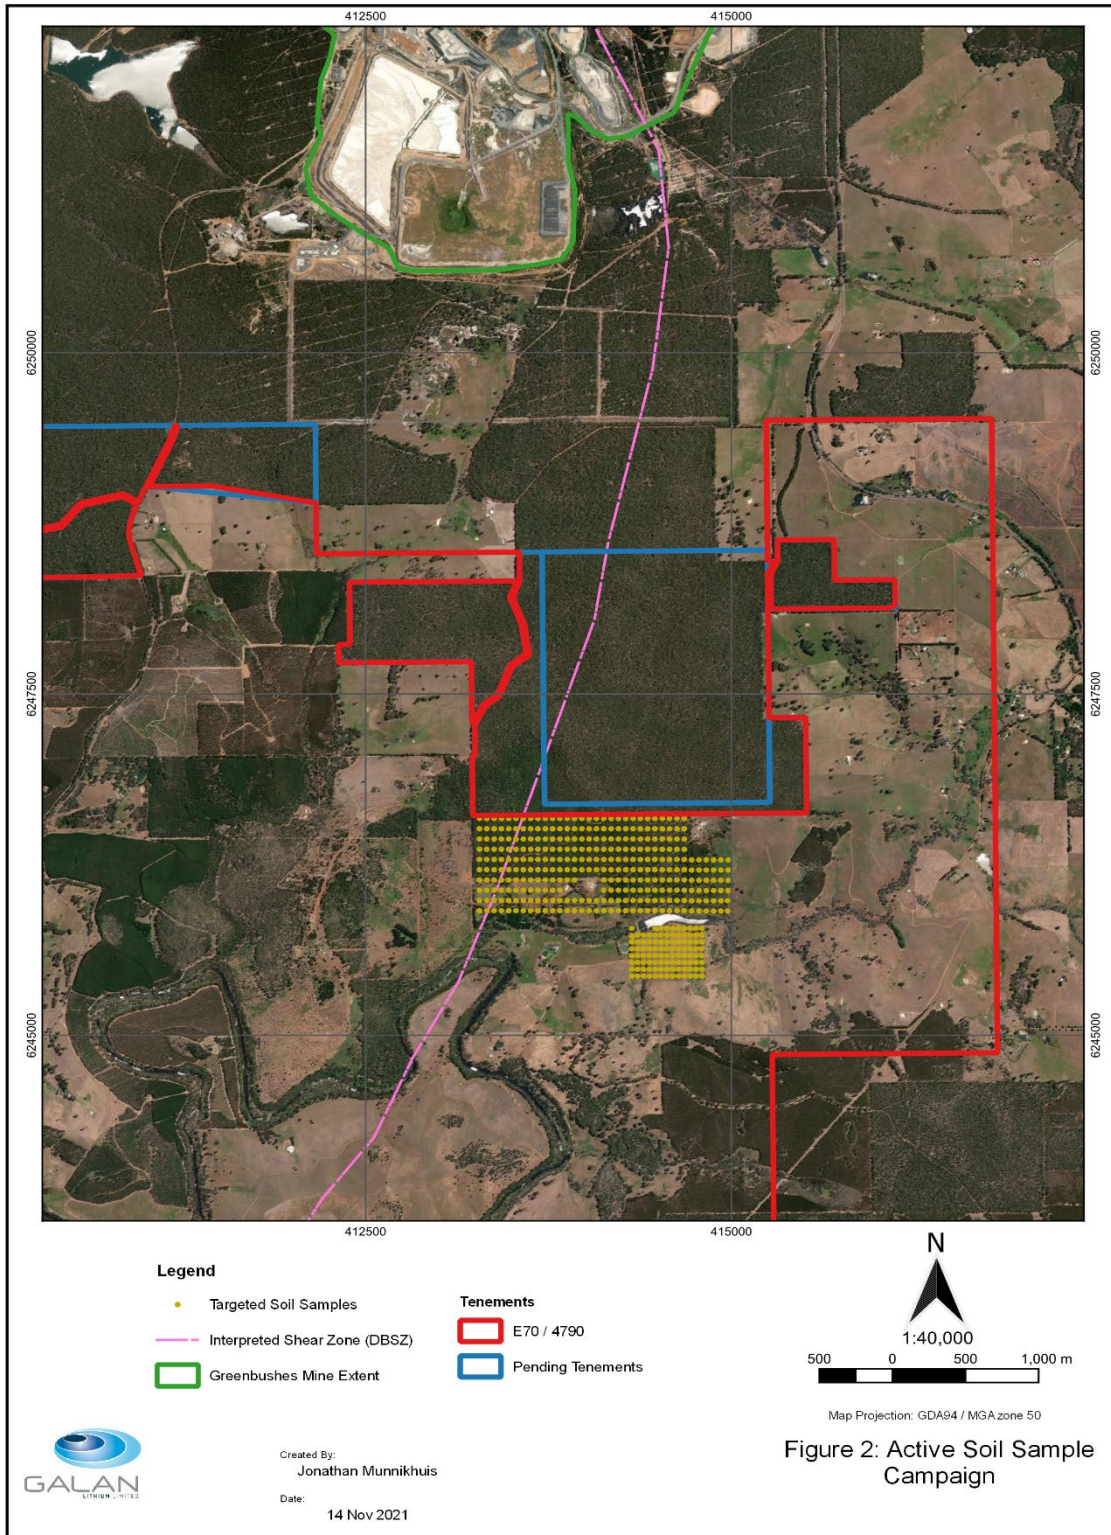 412500
415000
6250000
6250000
6247500
6247500
6245000
6245000
412500
415000
Legend
Targeted Soil Samples
Interpreted Shear Zone (DBSZ)
Greenbushes Mine Extent
Tenements
E70 / 4790
Pending Tenements
N
1:40,000
500 0 500 1,000 m
Map Projection: GDA94 / MGA zone 50
Figure 2: Active Soil Sample
Campaign
GALAN
LITHIUM LIMITED
Created By:
Jonathan Munnikhuis
Date:
14 Nov 2021